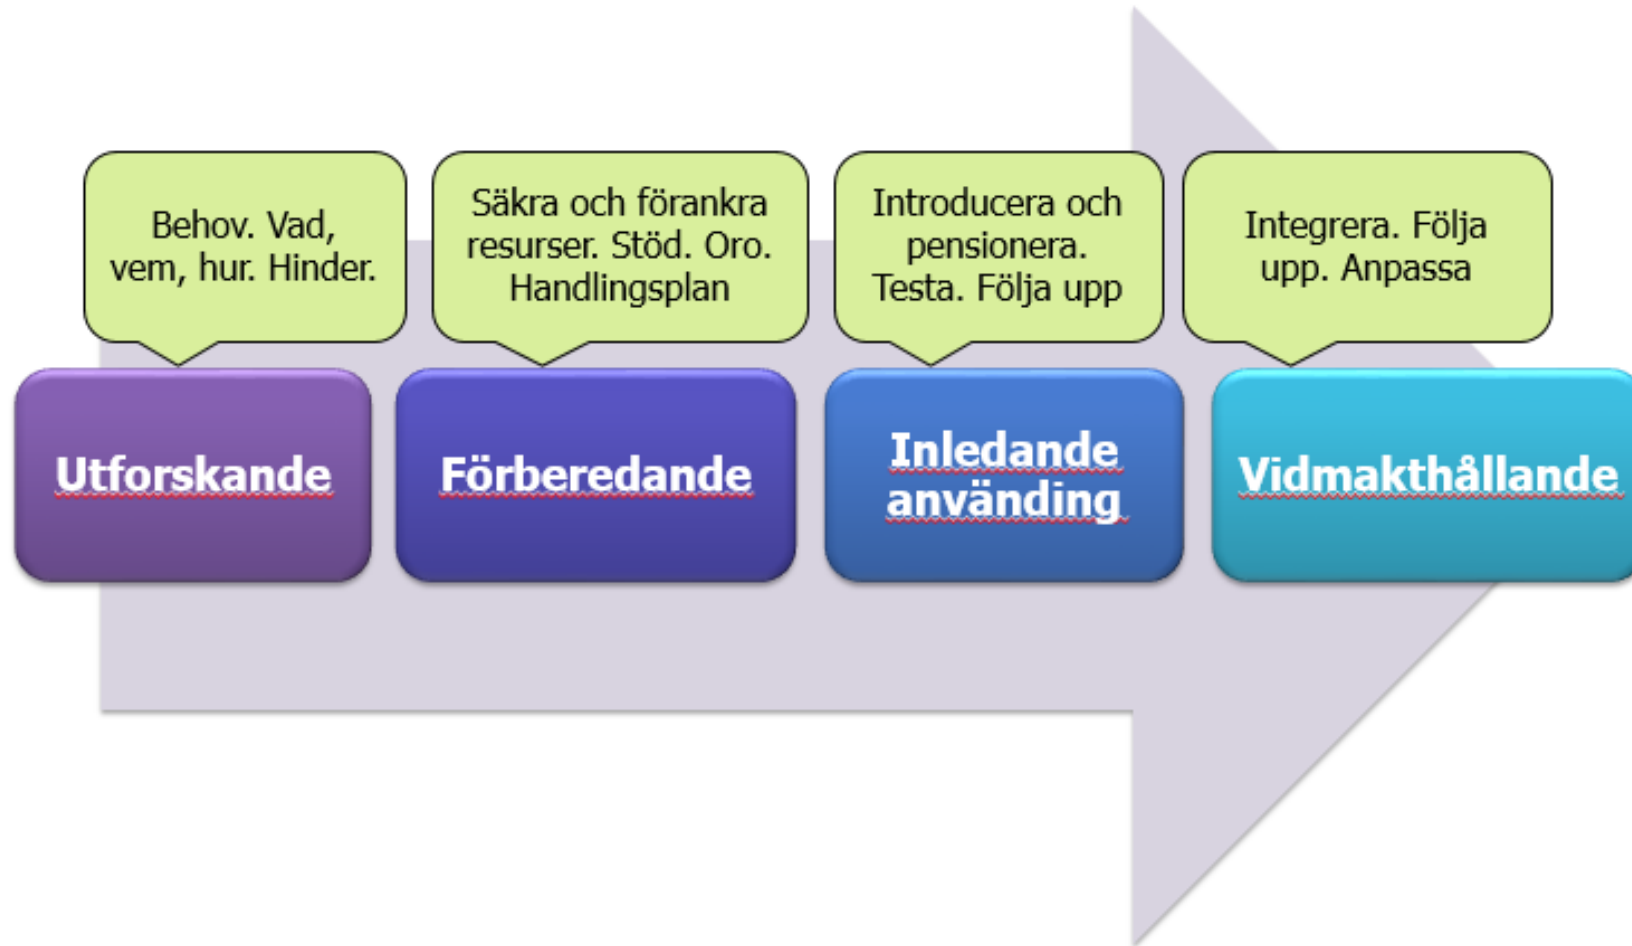 Behov. Vad,
vem, hur. Hinder.
Säkra och förankra
resurser. Stöd. Oro.
Handlingsplan
Introducera och
pensionera.
Testa. Följa upp
Integrera. Följa
upp. Anpassa
Utforskande
Förberedande
Inledande
använding
Vidmakthållande